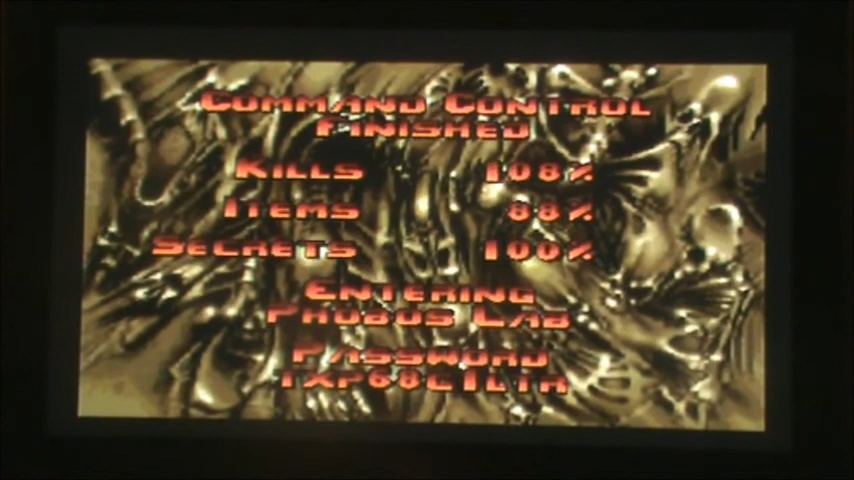 Command Control
Finished
Kills 108%
Items 88%
Secrets 100%
Entering
Phobos Lab
Password